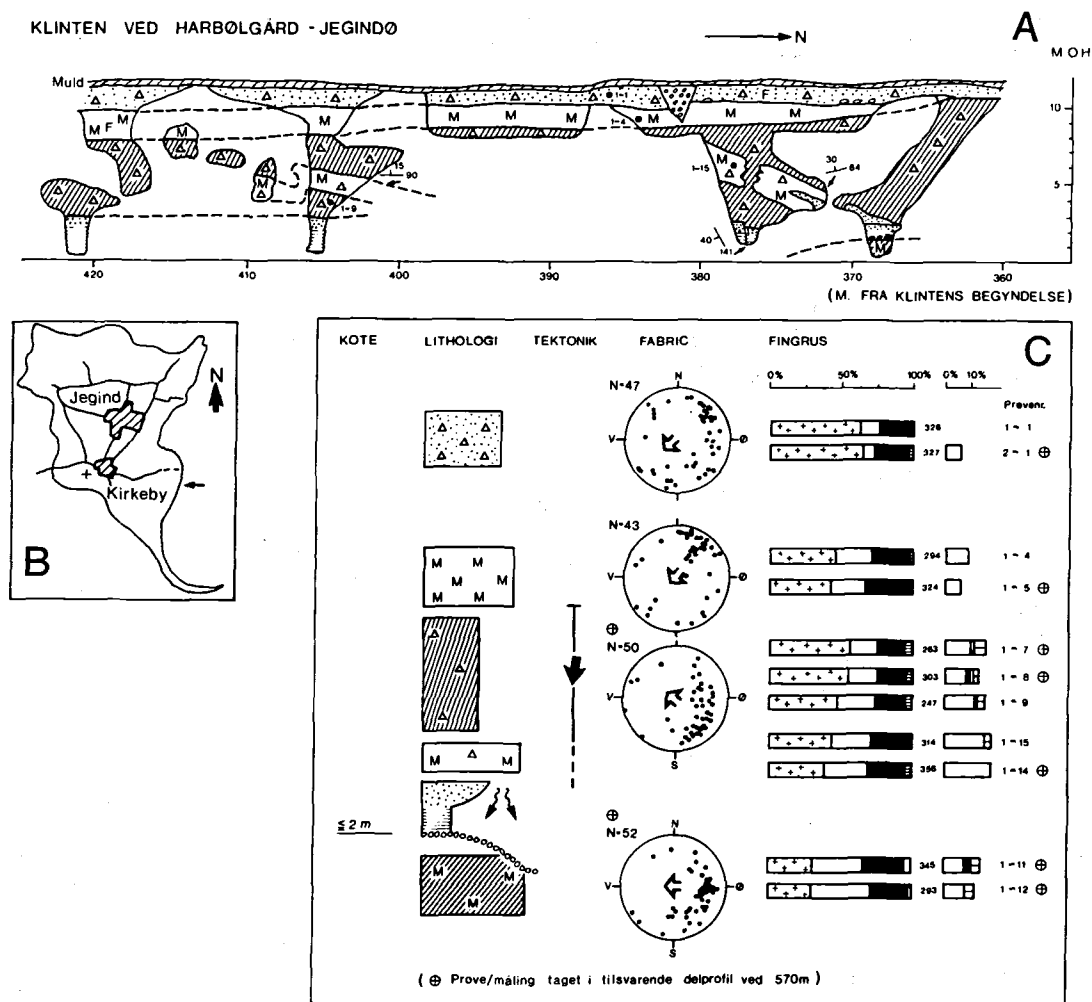 KLINTEN VED HARBØLGÅRD - JEGINDØ
N
A
M O H
Muld
M F M
M
M
M
M
M
M
M
F
M
M
M
1-1
1-4
1-15
1-9
M
M
M
M
M
15
90
30
84
40
141
10
5
420
410
400
390
380
370
360
(M. FRA KLINTENS BEGYNDELSE)
B
N
Jegind
Kirkeby
C
KOTE LITHOLOGI TEKTONIK FABRIC FINGRUS
0% 50% 100% 0% 10%
Prøvenr.
N=47
N
V Ø
S
326 1-1
327 2-1 ⊕
N=43
M M
M M
M M
V Ø
294 1-4
324 1-5 ⊕
⊕
N=50
V Ø
S
263 1-7 ⊕
303 1-8 ⊕
247 1-9
314 1-15
356 1-14 ⊕
M M
≤2 m
⊕
N=52
N
V Ø
S
M M
M
345 1-11 ⊕
293 1-12 ⊕
(⊕ Prøve/måling taget i tilsvarende delprofil ved 570m)